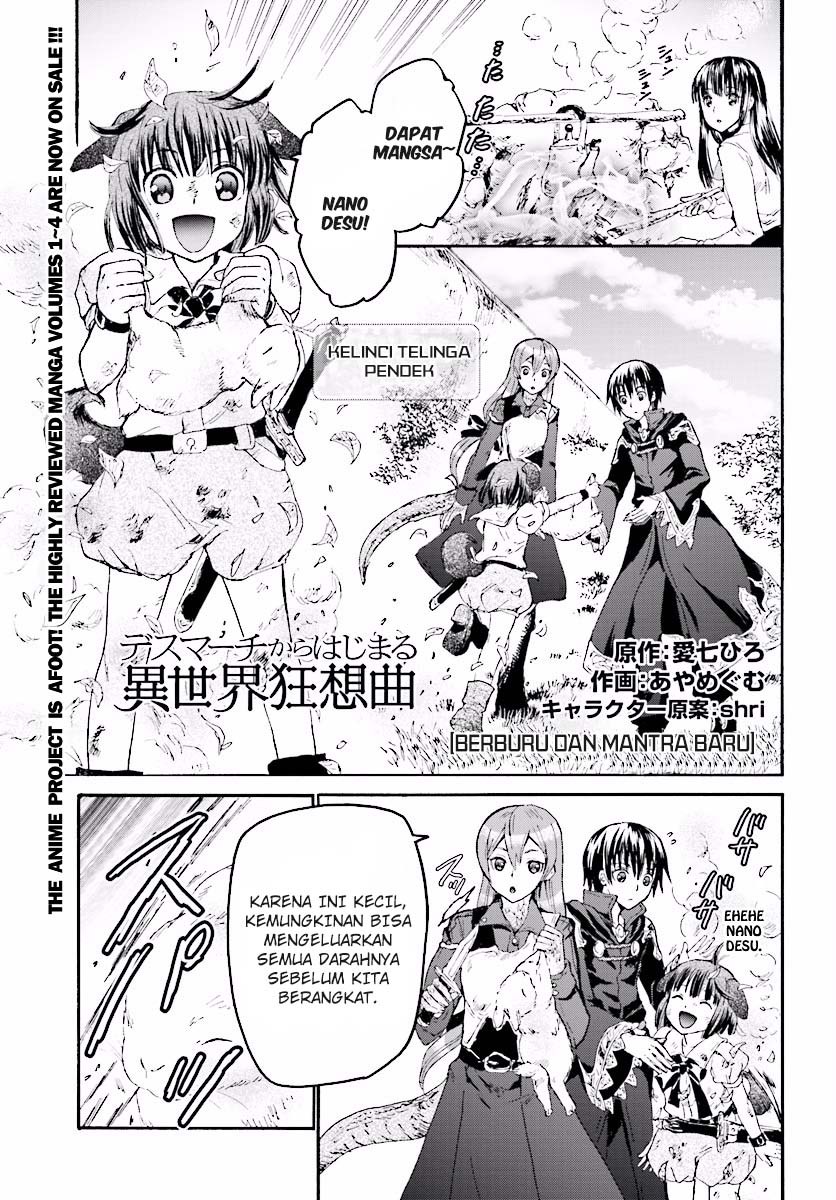 THE ANIME PROJECT IS AFOOT! THE HIGHLY REVIEWED MANGA VOLUMES 1~4 ARE NOW ON SALE !!!
…たたた…
DAPAT
MANGSA~
NANO
DESU!
KELINCI TELINGA
PENDEK
デスマーチからはじまる
異世界狂想曲
原作：愛七ひろ
作画：あやめぐむ
キャラクター原案：shri
[BERBURU DAN MANTRA BARU]
バサ
バサ
EHEHE
NANO
DESU.
KARENA INI KECIL,
KEMUNGKINAN BISA
MENGELUARKAN
SEMUA DARAHNYA
SEBELUM KITA
BERANGKAT.
スパッ